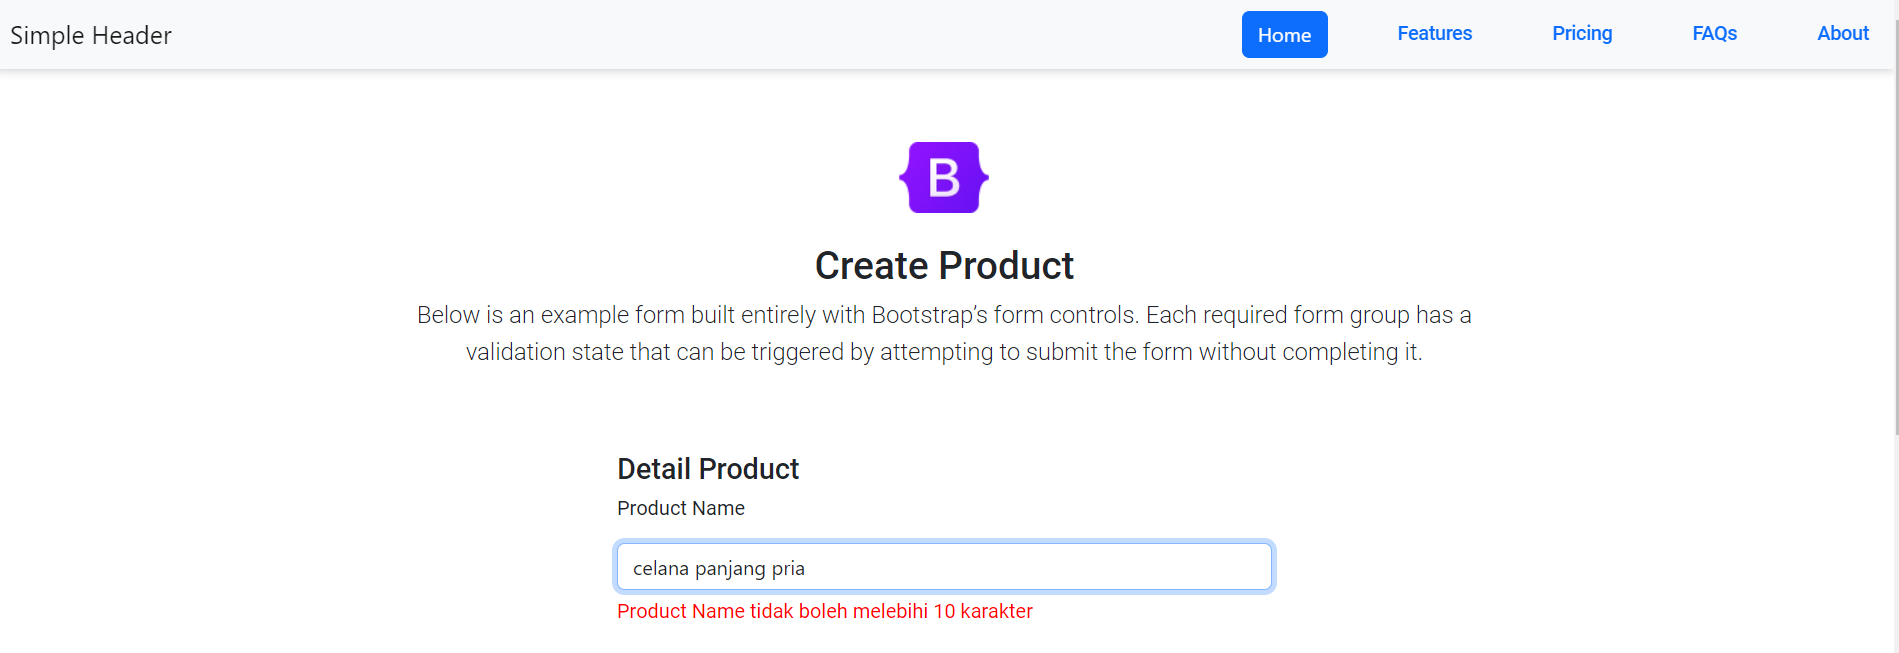 Simple Header
Home
Features
Pricing
FAQs
About
B
Create Product
Below is an example form built entirely with Bootstrap’s form controls. Each required form group has a
validation state that can be triggered by attempting to submit the form without completing it.
Detail Product
Product Name
celana panjang pria
Product Name tidak boleh melebihi 10 karakter